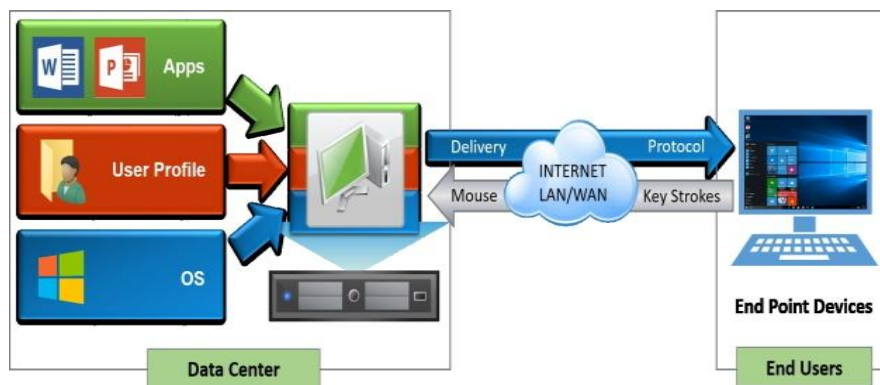 W
P
Apps
User Profile
OS
Delivery Protocol
INTERNET
LAN/WAN
Mouse
Key Strokes
End Point Devices
Data Center
End Users